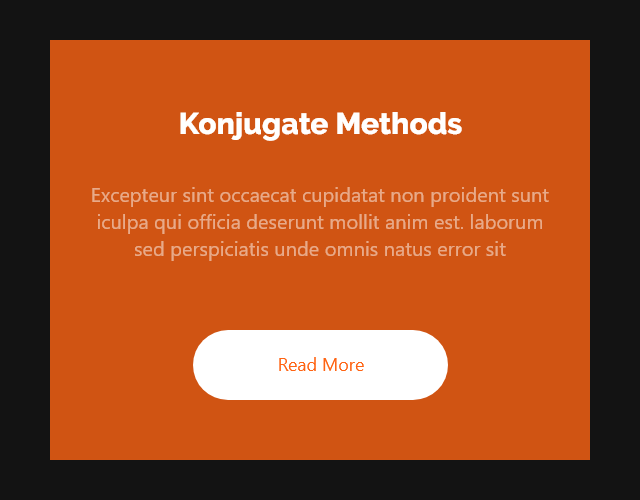 Konjugate Methods
Excepteur sint occaecat cupidatat non proident sunt
iculpa qui officia deserunt mollit anim est. laborum
sed perspiciatis unde omnis natus error sit
Read More